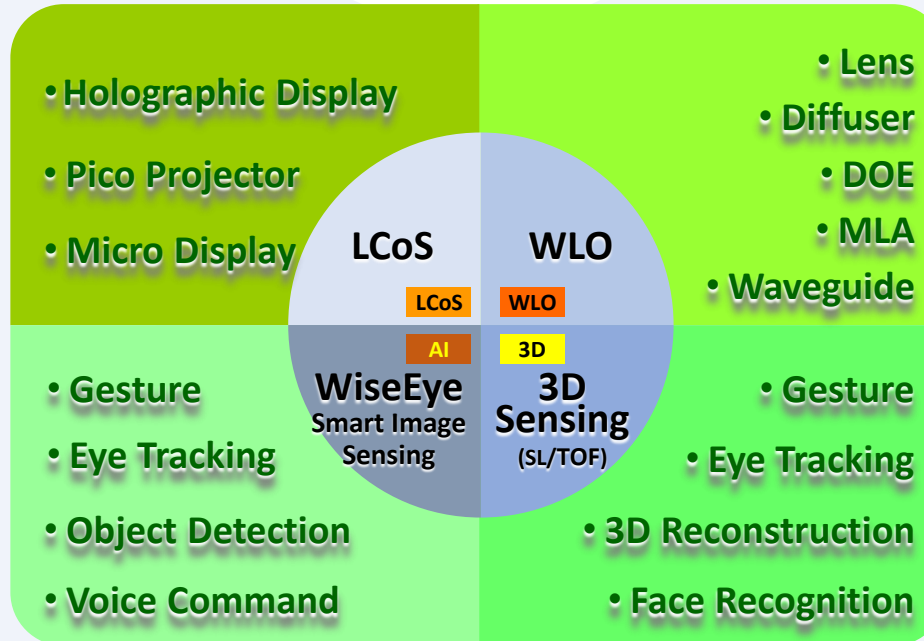 • Holographic Display
• Pico Projector
• Micro Display
• Lens
• Diffuser
• DOE
• MLA
• Waveguide
LCoS
WLO
LCoS
WLO
AI
3D
WiseEye
Smart Image
Sensing
3D
Sensing
(SL/TOF)
• Gesture
• Eye Tracking
• Object Detection
• Voice Command
• Gesture
• Eye Tracking
• 3D Reconstruction
• Face Recognition